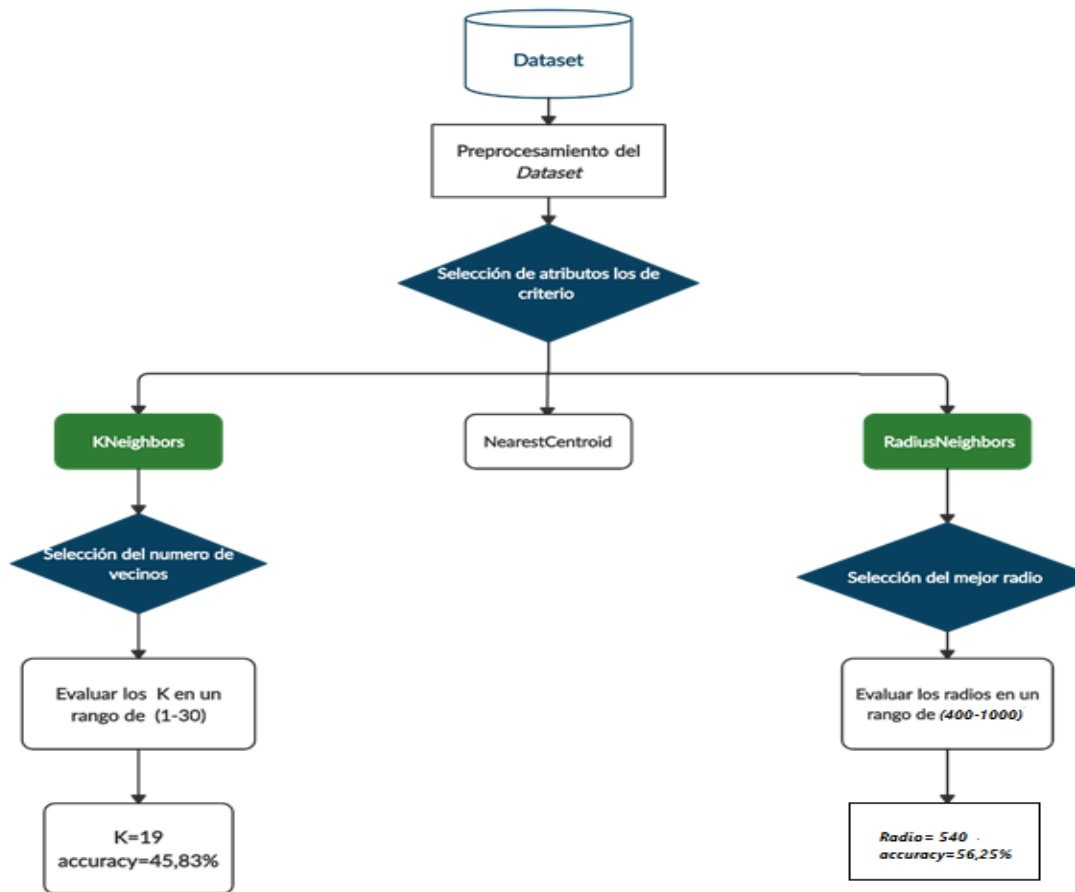 Dataset
Preprocesamiento del
Dataset
Selección de atributos los de
criterio
KNeighbors
NearestCentroid
RadiusNeighbors
Selección del numero de
vecinos
Selección del mejor radio
Evaluar los K en un
rango de (1-30)
Evaluar los radios en un
rango de (400-1000)
K=19
accuracy=45,83%
Radio= 540
accuracy=56,25%